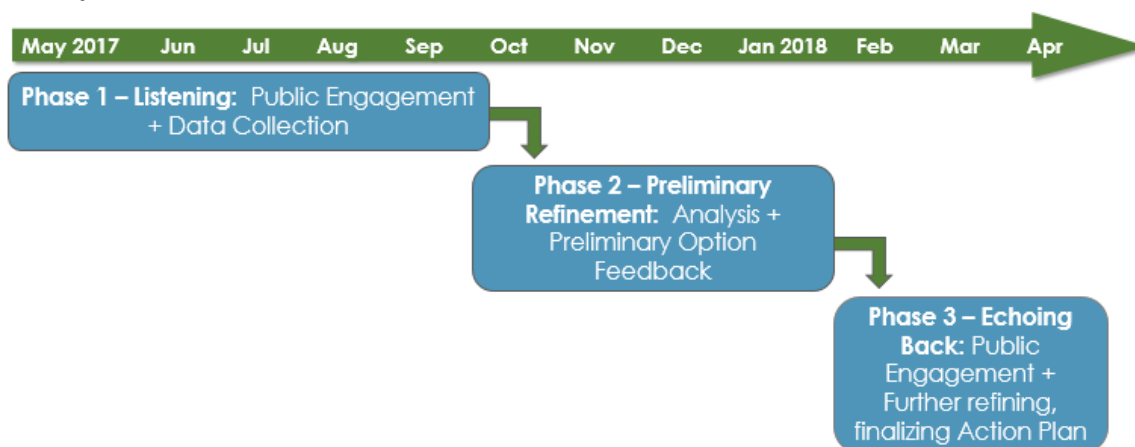 May 2017 Jun Jul Aug Sep Oct Nov Dec Jan 2018 Feb Mar Apr
Phase 1 – Listening: Public Engagement
+ Data Collection
Phase 2 – Preliminary
Refinement: Analysis +
Preliminary Option
Feedback
Phase 3 – Echoing
Back: Public
Engagement +
Further refining,
finalizing Action Plan